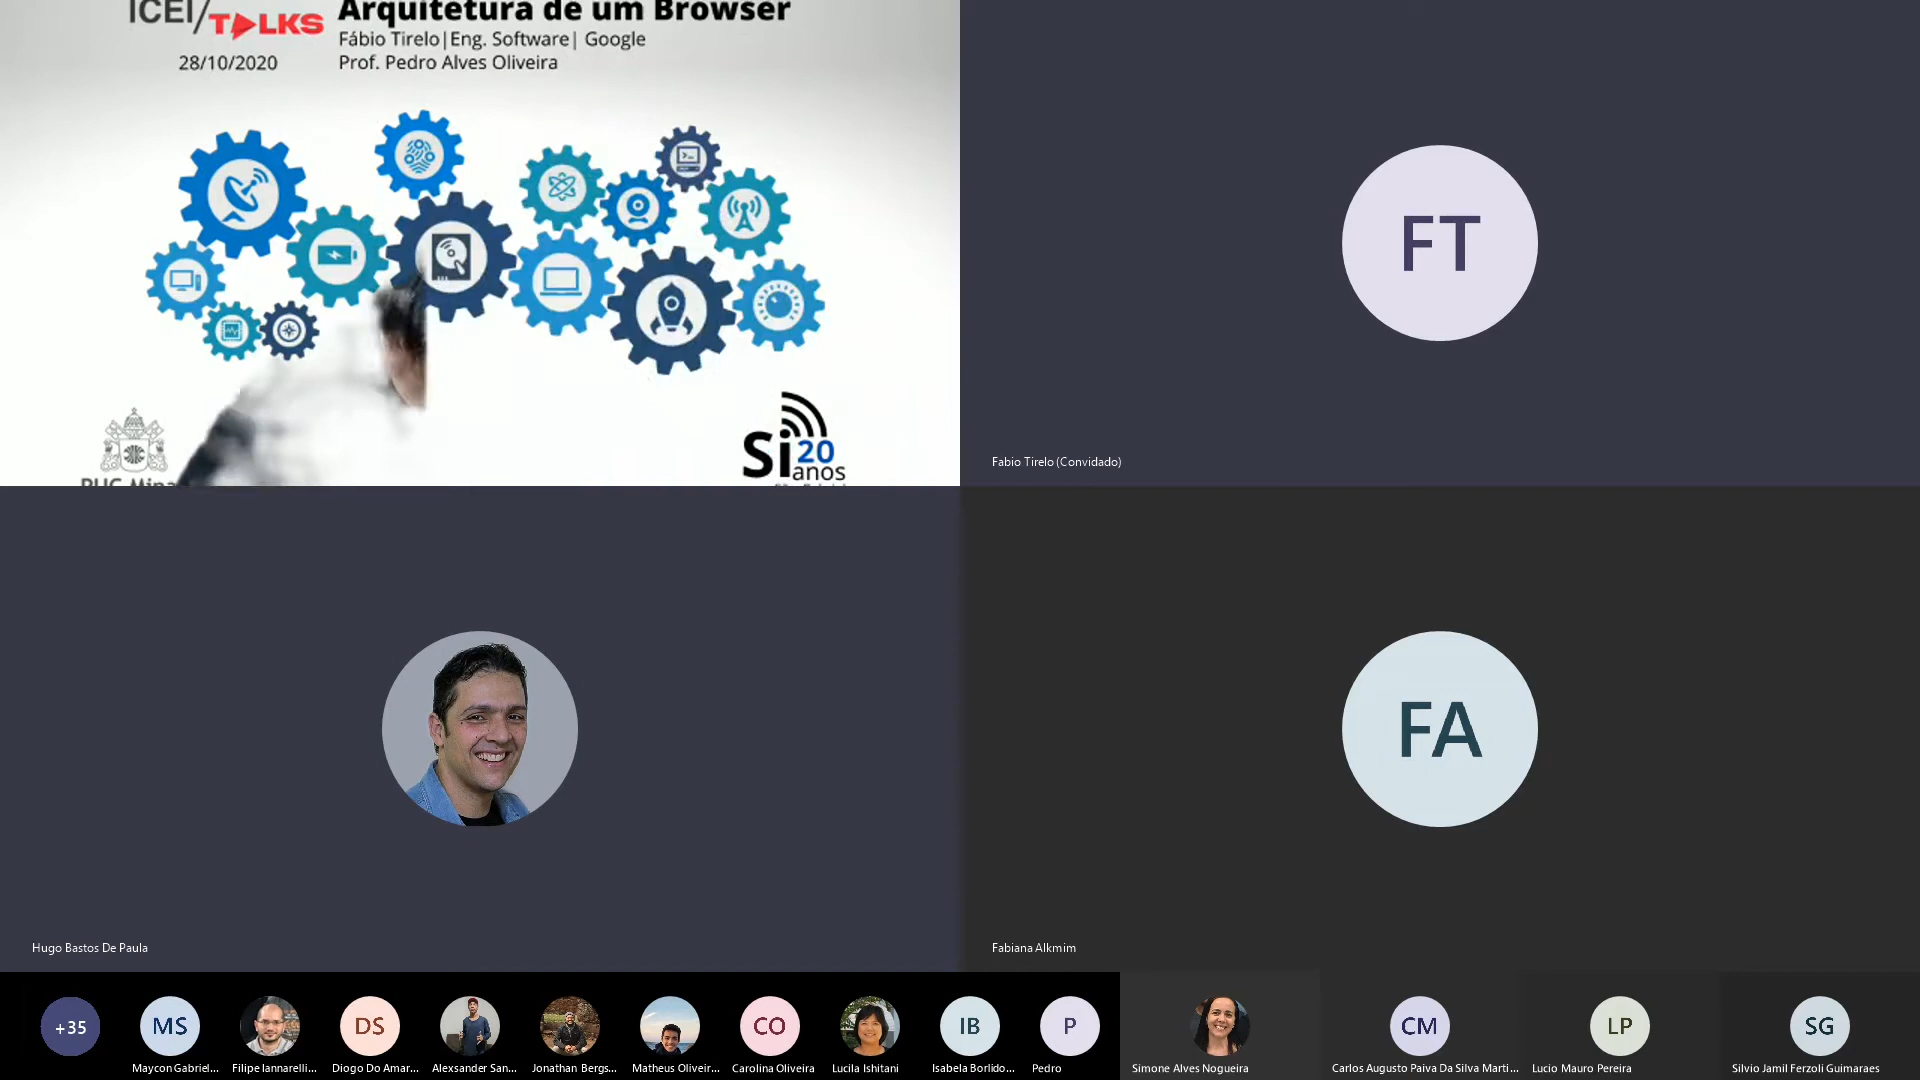 ICEI/TALKS
Arquitetura de um Browser
Fábio Tirelo|Eng. Software| Google
28/10/2020
Prof. Pedro Alves Oliveira
Si20
anos
PUC Minas
FT
Fabio Tirelo (Convidado)
Hugo Bastos De Paula
FA
Fabiana Alkmim
+35
MS
DS
CO
IB
P
CM
LP
SG
Maycon Gabriel...
Filipe Iannarelli...
Diogo Do Amar...
Alexsander San...
Jonathan Bergs...
Matheus Oliveir...
Carolina Oliveira
Lucila Ishitani
Isabela Borlido...
Pedro
Simone Alves Nogueira
Carlos Augusto Paiva Da Silva Marti...
Lucio Mauro Pereira
Silvio Jamil Ferzoli Guimaraes